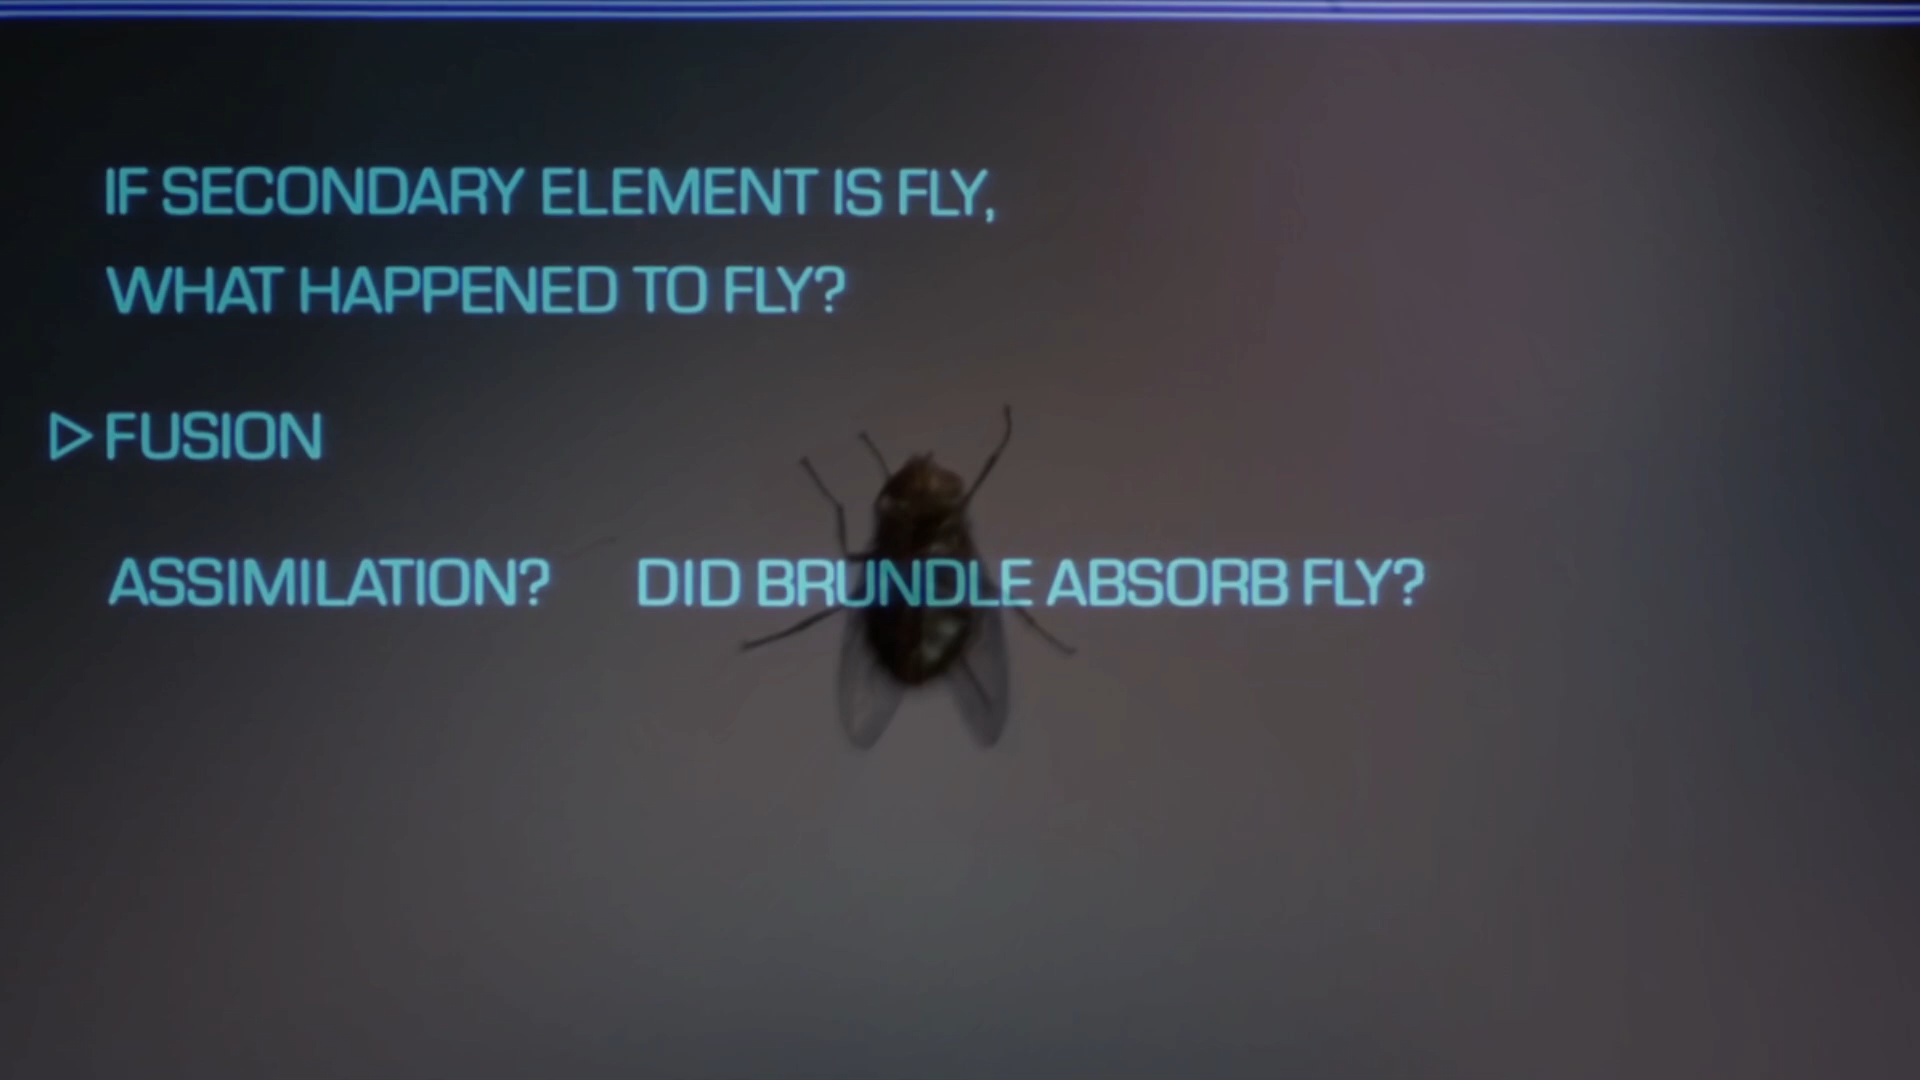 IF SECONDARY ELEMENT IS FLY,
WHAT HAPPENED TO FLY?
FUSION
ASSIMILATION? DID BRUNDLE ABSORB FLY?